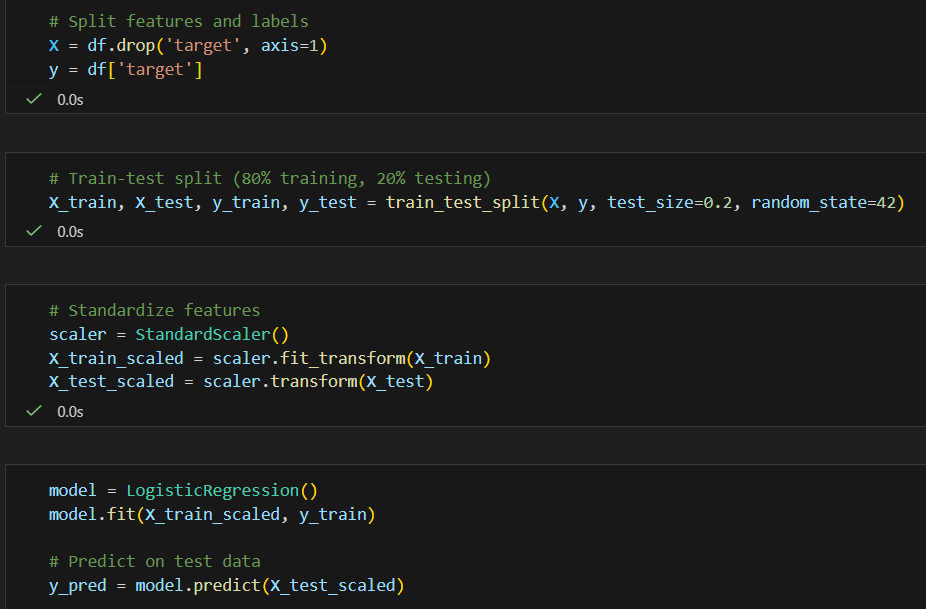 # Split features and labels
X = df.drop('target', axis=1)
y = df['target']
0.0s
# Train-test split (80% training, 20% testing)
X_train, X_test, y_train, y_test = train_test_split(X, y, test_size=0.2, random_state=42)
0.0s
# Standardize features
scaler = StandardScaler()
X_train_scaled = scaler.fit_transform(X_train)
X_test_scaled = scaler.transform(X_test)
0.0s
model = LogisticRegression()
model.fit(X_train_scaled, y_train)
# Predict on test data
y_pred = model.predict(X_test_scaled)